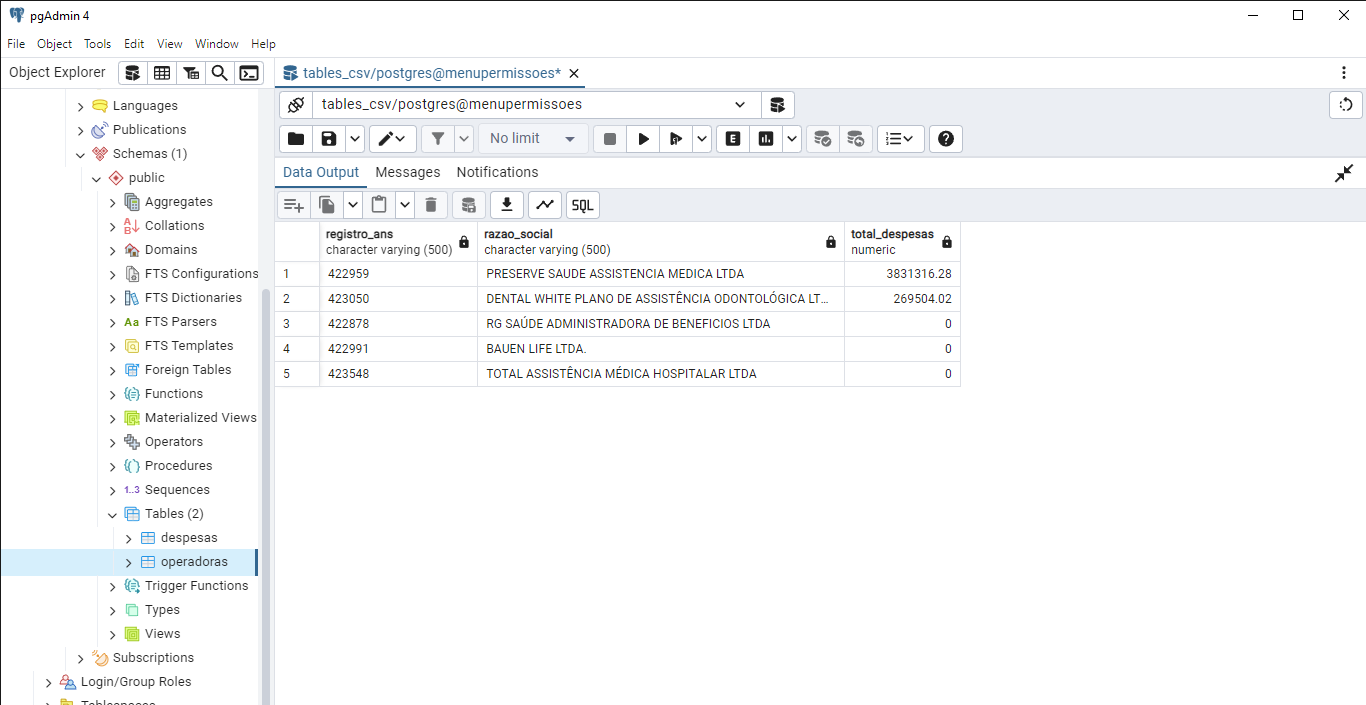 pgAdmin 4
File Object Tools Edit View Window Help
Object Explorer
tables_csv/postgres@menupermissoes*
tables_csv/postgres@menupermissoes
No limit
E
Data Output Messages Notifications
SQL
Languages
Publications
Schemas (1)
public
Aggregates
Collations
Domains
FTS Configurations
FTS Dictionaries
Aa FTS Parsers
FTS Templates
Foreign Tables
Functions
Materialized Views
Operators
Procedures
1..3 Sequences
Tables (2)
despesas
operadoras
Trigger Functions
Types
Views
Subscriptions
Login/Group Roles
registro_ans razao_social total_despesas
character varying (500) character varying (500) numeric
1 422959 PRESERVE SAUDE ASSISTENCIA MEDICA LTDA 3831316.28
2 423050 DENTAL WHITE PLANO DE ASSISTÊNCIA ODONTOLÓGICA LT... 269504.02
3 422878 RG SAÚDE ADMINISTRADORA DE BENEFICIOS LTDA 0
4 422991 BAUEN LIFE LTDA. 0
5 423548 TOTAL ASSISTÊNCIA MÉDICA HOSPITALAR LTDA 0